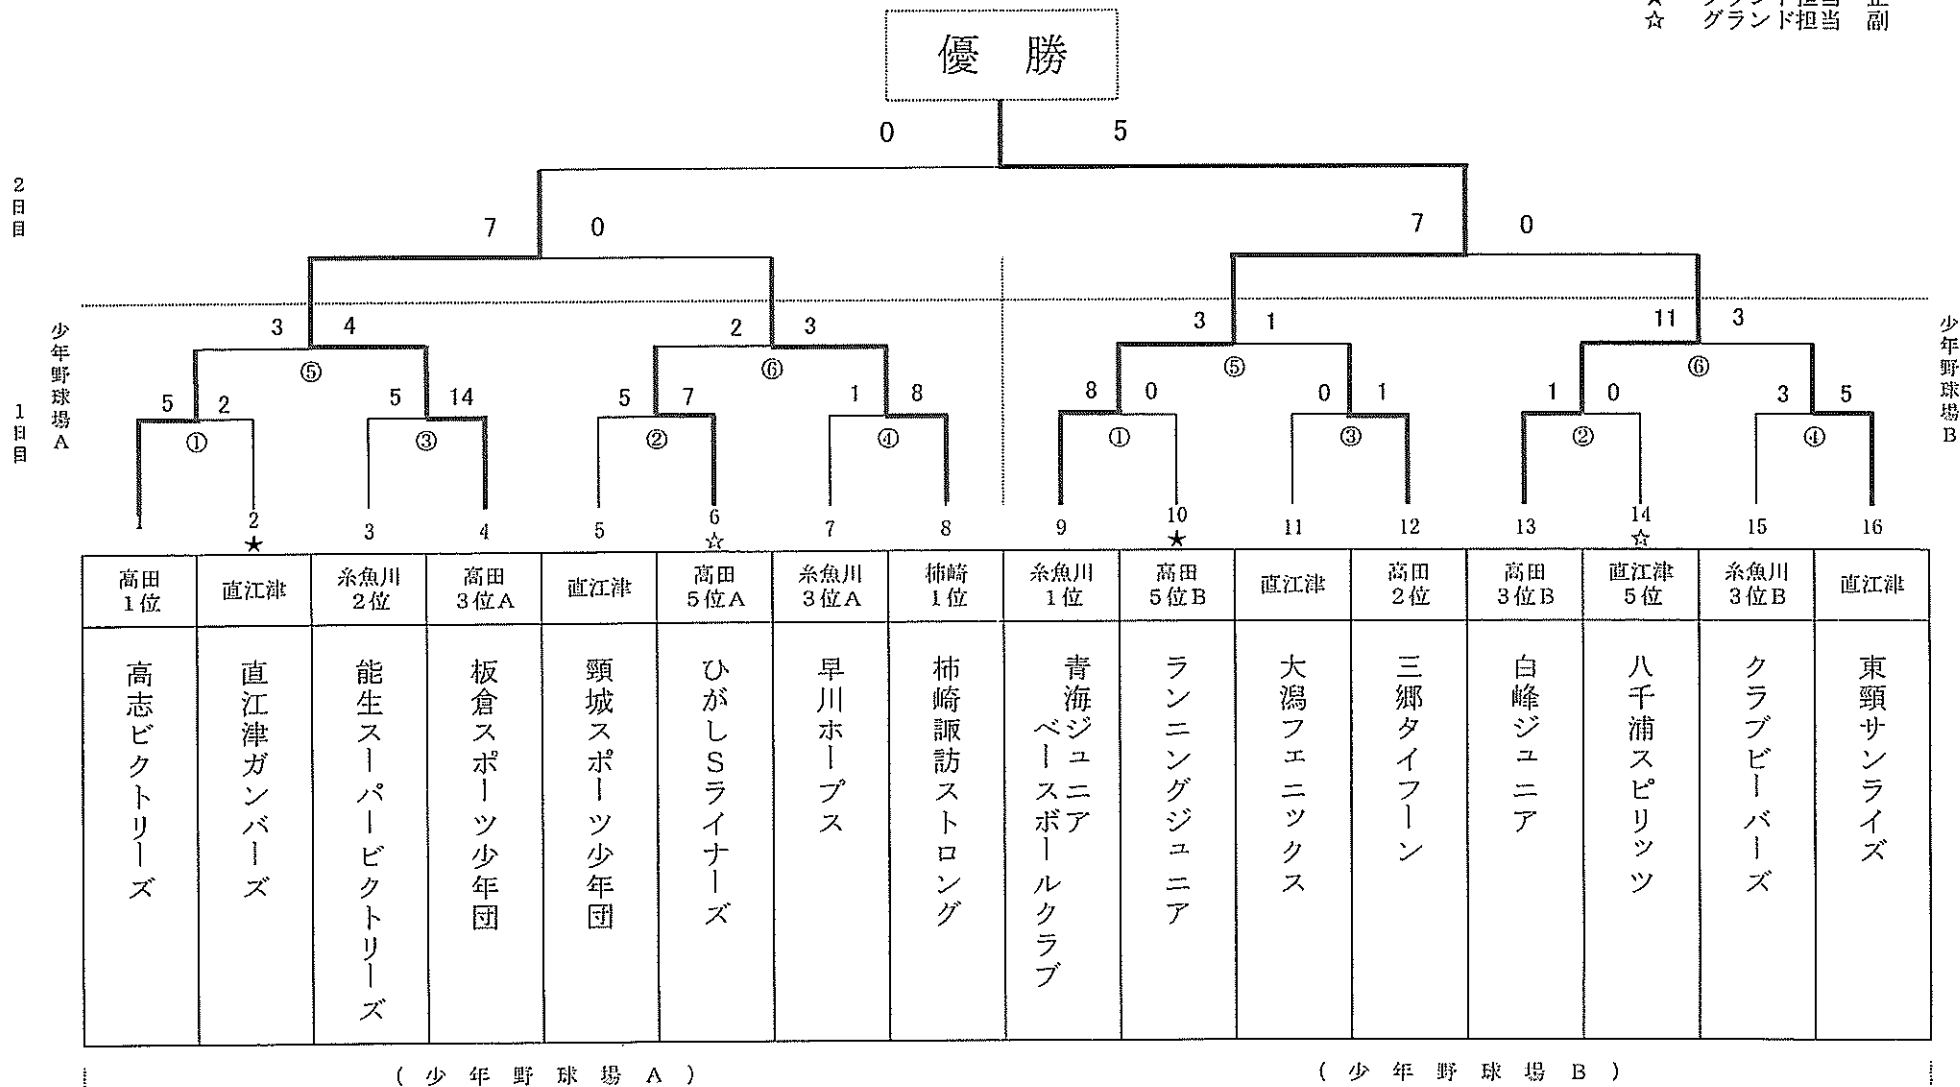 ★ グランド担当 正
☆ グランド担当 副
優 勝
0 5
2日目
7 0 7 0
3 4 2 3 3 1 11 3
少年野球場A
少年野球場B
⑤ ⑥ ⑤ ⑥
1日目
5 2 5 14 5 7 1 8 8 0 0 1 1 0 3 5
① ③ ② ④ ① ③ ② ④
1 2 3 4 5 6 7 8 9 10 11 12 13 14 15 16
★ ☆ ★ ☆
高田1位 直江津 糸魚川2位 高田3位A 直江津 高田5位A 糸魚川3位A 柿崎1位 糸魚川1位 高田5位B 直江津 高田2位 高田3位B 直江津5位 糸魚川3位B 直江津
高志ビクトリーズ
直江津ガンバーズ
能生スーパービクトリーズ
板倉スポーツ少年団
頸城スポーツ少年団
ひがしSライナーズ
早川ホープス
柿崎諏訪ストロング
青海ジュニア
ベースボールクラブ
ランニングジュニア
大潟フェニックス
三郷タイフーン
白峰ジュニア
八千浦スピリッツ
クラブビーバーズ
東頸サンライズ
(少年野球場A)
(少年野球場B)